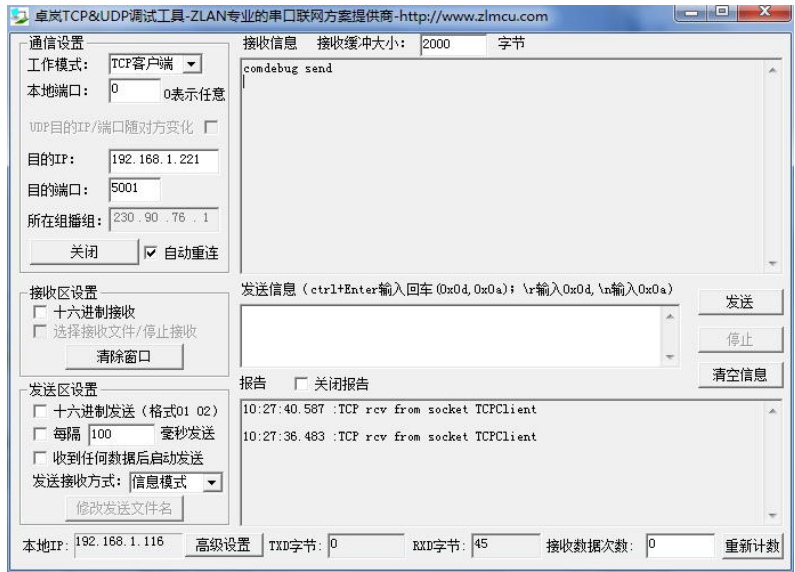 卓岚TCP&UDP调试工具-ZLAN专业的串口联网方案提供商-http://www.zlmcu.com
通信设置
工作模式: TCP客户端
本地端口: 0 0表示任意
UDP目的IP/端口随对方变化
目的IP: 192.168.1.221
目的端口: 5001
所在组播组: 230 .90 .76 .1
关闭 自动重连
接收区设置
十六进制接收
选择接收文件/停止接收
清除窗口
发送区设置
十六进制发送（格式01 02）
每隔 100 毫秒发送
收到任何数据后启动发送
发送接收方式: 信息模式
修改发送文件名
接收信息 接收缓冲大小: 2000 字节
comdebug send
发送信息（ctrl+Enter输入回车(0x0d,0x0a); \r输入0x0d,\n输入0x0a）
发送
停止
清空信息
报告 关闭报告
10:27:40.587 :TCP rcv from socket TCPClient
10:27:36.483 :TCP rcv from socket TCPClient
本地IP: 192.168.1.116 高级设置 TXD字节: 0 RXD字节: 45 接收数据次数: 0 重新计数